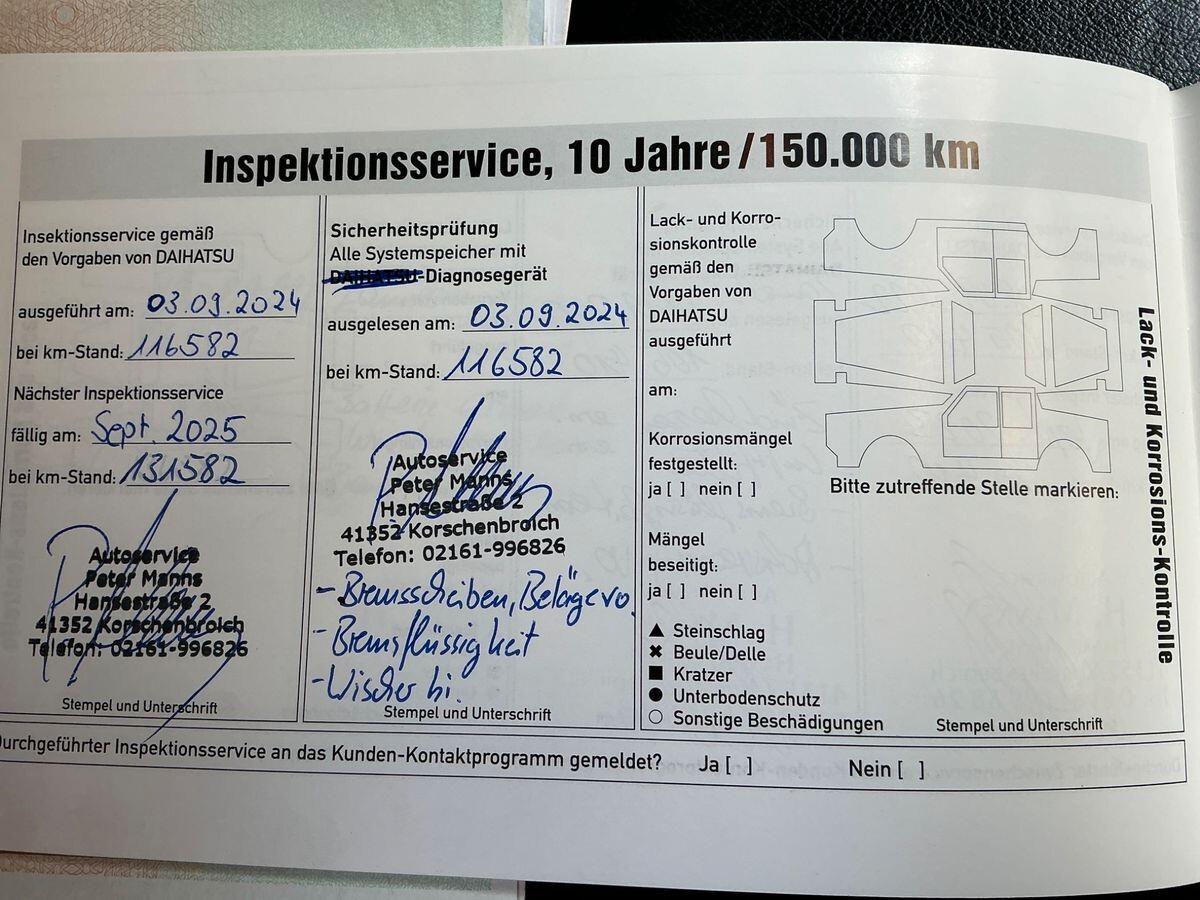 Inspektionsservice, 10 Jahre/150.000 km
Insektionsservice gemäß
den Vorgaben von DAIHATSU
ausgeführt am: 03.09.2024
bei km-Stand: 116582
Nächster Inspektionsservice
fällig am: Sept. 2025
bei km-Stand: 131582
Autoservice
Peter Manns
Hansestraße 2
41352 Korschenbroich
Telefon: 02161-996826
Stempel und Unterschrift
Sicherheitsprüfung
Alle Systemspeicher mit
DAIHATSU-Diagnosegerät
ausgelesen am: 03.09.2024
bei km-Stand: 116582
Autoservice
Peter Manns
Hansestraße 2
41352 Korschenbroich
Telefon: 02161-996826
- Bremsscheiben, Beläge vo.
- Bremsflüssigkeit
- Wischer hi.
Stempel und Unterschrift
Lack- und Korro-
sionskontrolle
gemäß den
Vorgaben von
DAIHATSU
ausgeführt
am:
Korrosionsmängel
festgestellt:
ja [ ] nein [ ]
Mängel
beseitigt:
ja [ ] nein [ ]
▲ Steinschlag
✖ Beule/Delle
■ Kratzer
● Unterbodenschutz
○ Sonstige Beschädigungen
Bitte zutreffende Stelle markieren:
Stempel und Unterschrift
Lack- und Korrosions-Kontrolle
Durchgeführter Inspektionsservice an das Kunden-Kontaktprogramm gemeldet? Ja [ ] Nein [ ]